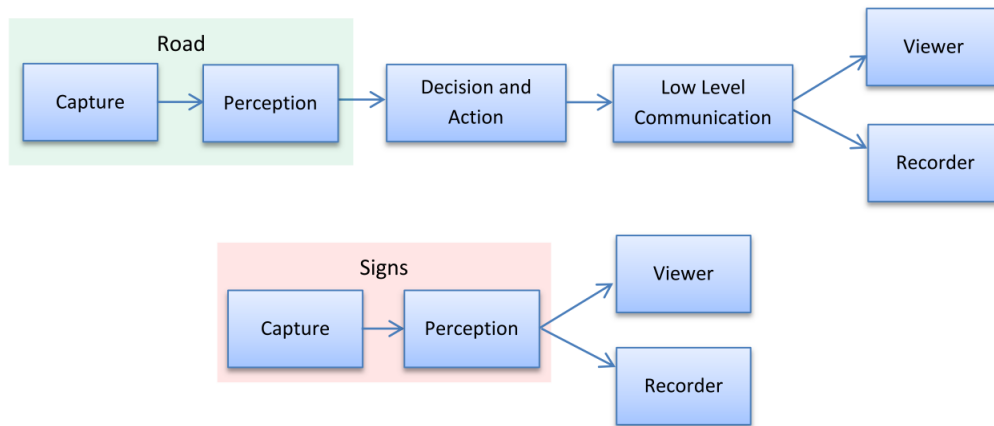 Road
Capture
Perception
Decision and
Action
Low Level
Communication
Viewer
Recorder
Signs
Capture
Perception
Viewer
Recorder